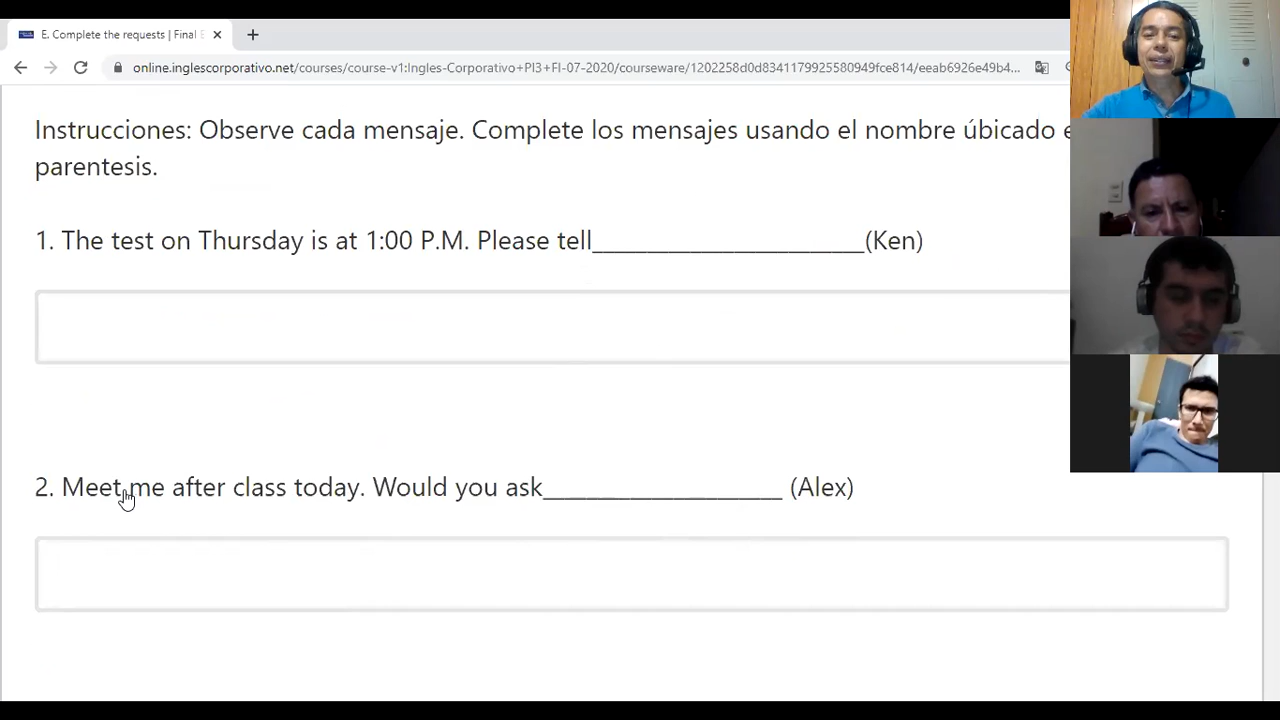 E. Complete the requests | Final E
online.inglescorporativo.net/courses/course-v1:Ingles-Corporativo+PI3+FI-07-2020/courseware/1202258d0d8341179925580949fce814/eeab6926e49b4...
Instrucciones: Observe cada mensaje. Complete los mensajes usando el nombre úbicado e
parentesis.
1. The test on Thursday is at 1:00 P.M. Please tell____________________(Ken)
2. Meet me after class today. Would you ask__________________ (Alex)